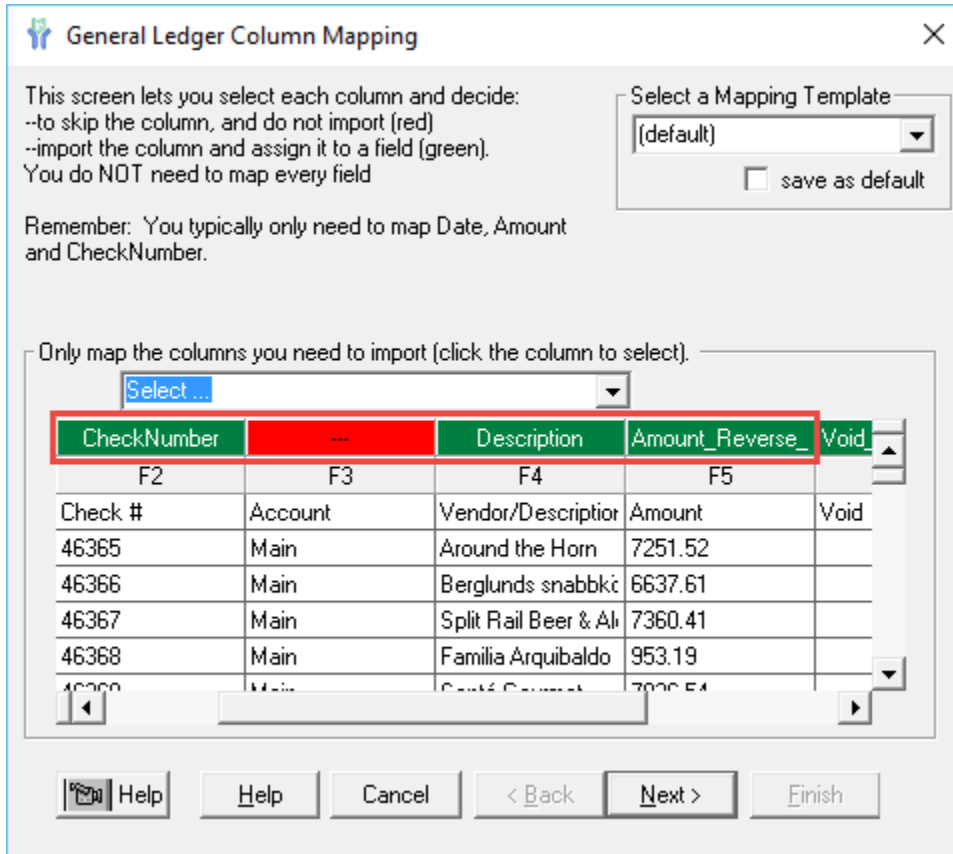 General Ledger Column Mapping
This screen lets you select each column and decide:
--to skip the column, and do not import (red)
--import the column and assign it to a field (green).
You do NOT need to map every field
Remember: You typically only need to map Date, Amount
and CheckNumber.
Select a Mapping Template
(default)
save as default
Only map the columns you need to import (click the column to select).
Select ...
CheckNumber --- Description Amount_Reverse_ Void_
F2 F3 F4 F5
Check # Account Vendor/Description Amount Void
46365 Main Around the Horn 7251.52
46366 Main Berglunds 6637.61
46367 Main Split Rail Beer & 7360.41
46368 Main Familia Arquibaldo 953.19
Help Help Cancel < Back Next > Finish